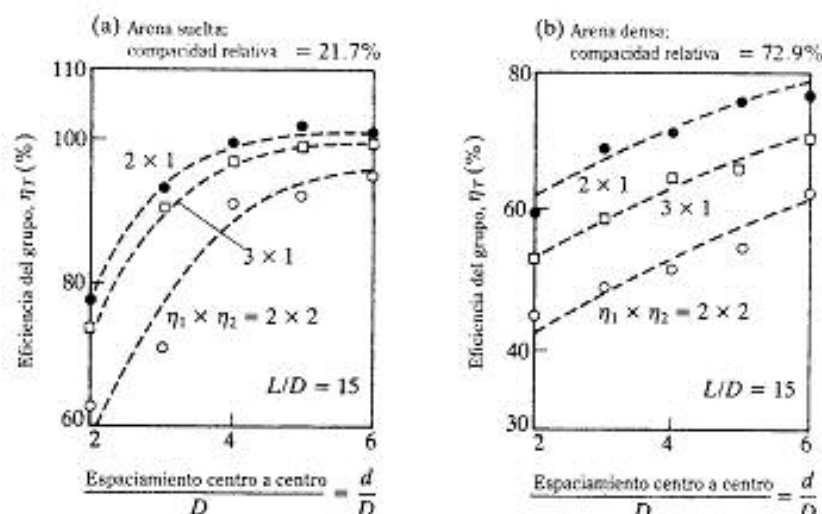 (a) Arena suelta;
compacidad relativa = 21.7%
110
100
80
60
Eficiencia del grupo, η_T (%)
2 × 1
3 × 1
η₁ × η₂ = 2 × 2
L/D = 15
2 4 6
Espaciamiento centro a centro / D = d / D
(b) Arena densa;
compacidad relativa = 72.9%
80
60
40
30
Eficiencia del grupo, η_T (%)
2 × 1
3 × 1
η₁ × η₂ = 2 × 2
L/D = 15
2 4 6
Espaciamiento centro a centro / D = d / D